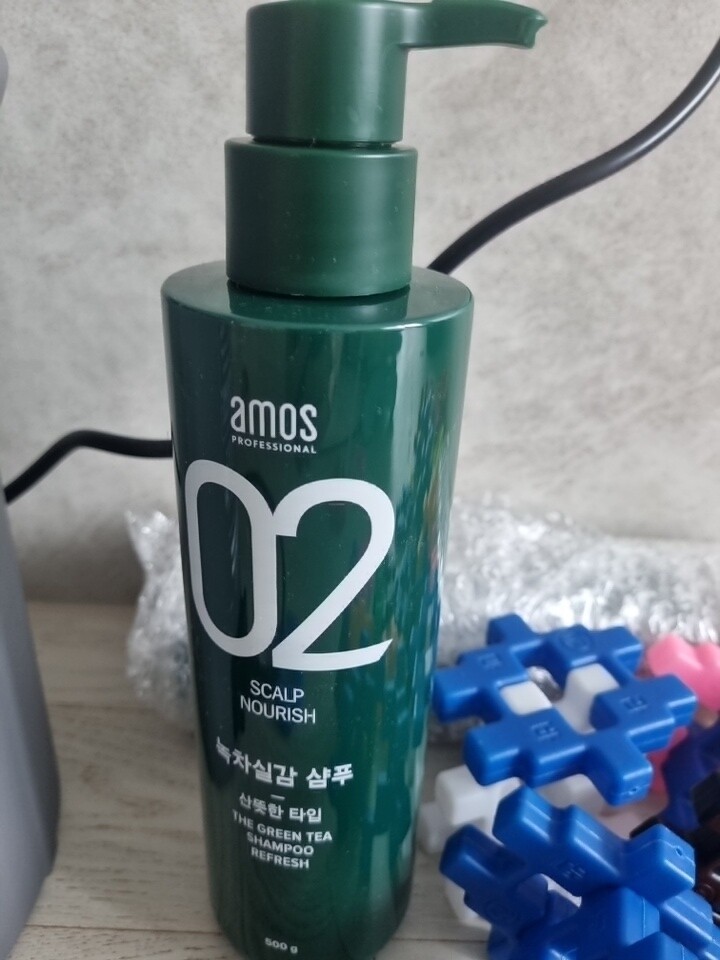 amos
PROFESSIONAL
02
SCALP
NOURISH
녹차실감 샴푸
산뜻한 타입
THE GREEN TEA
SHAMPOO
REFRESH
500 g